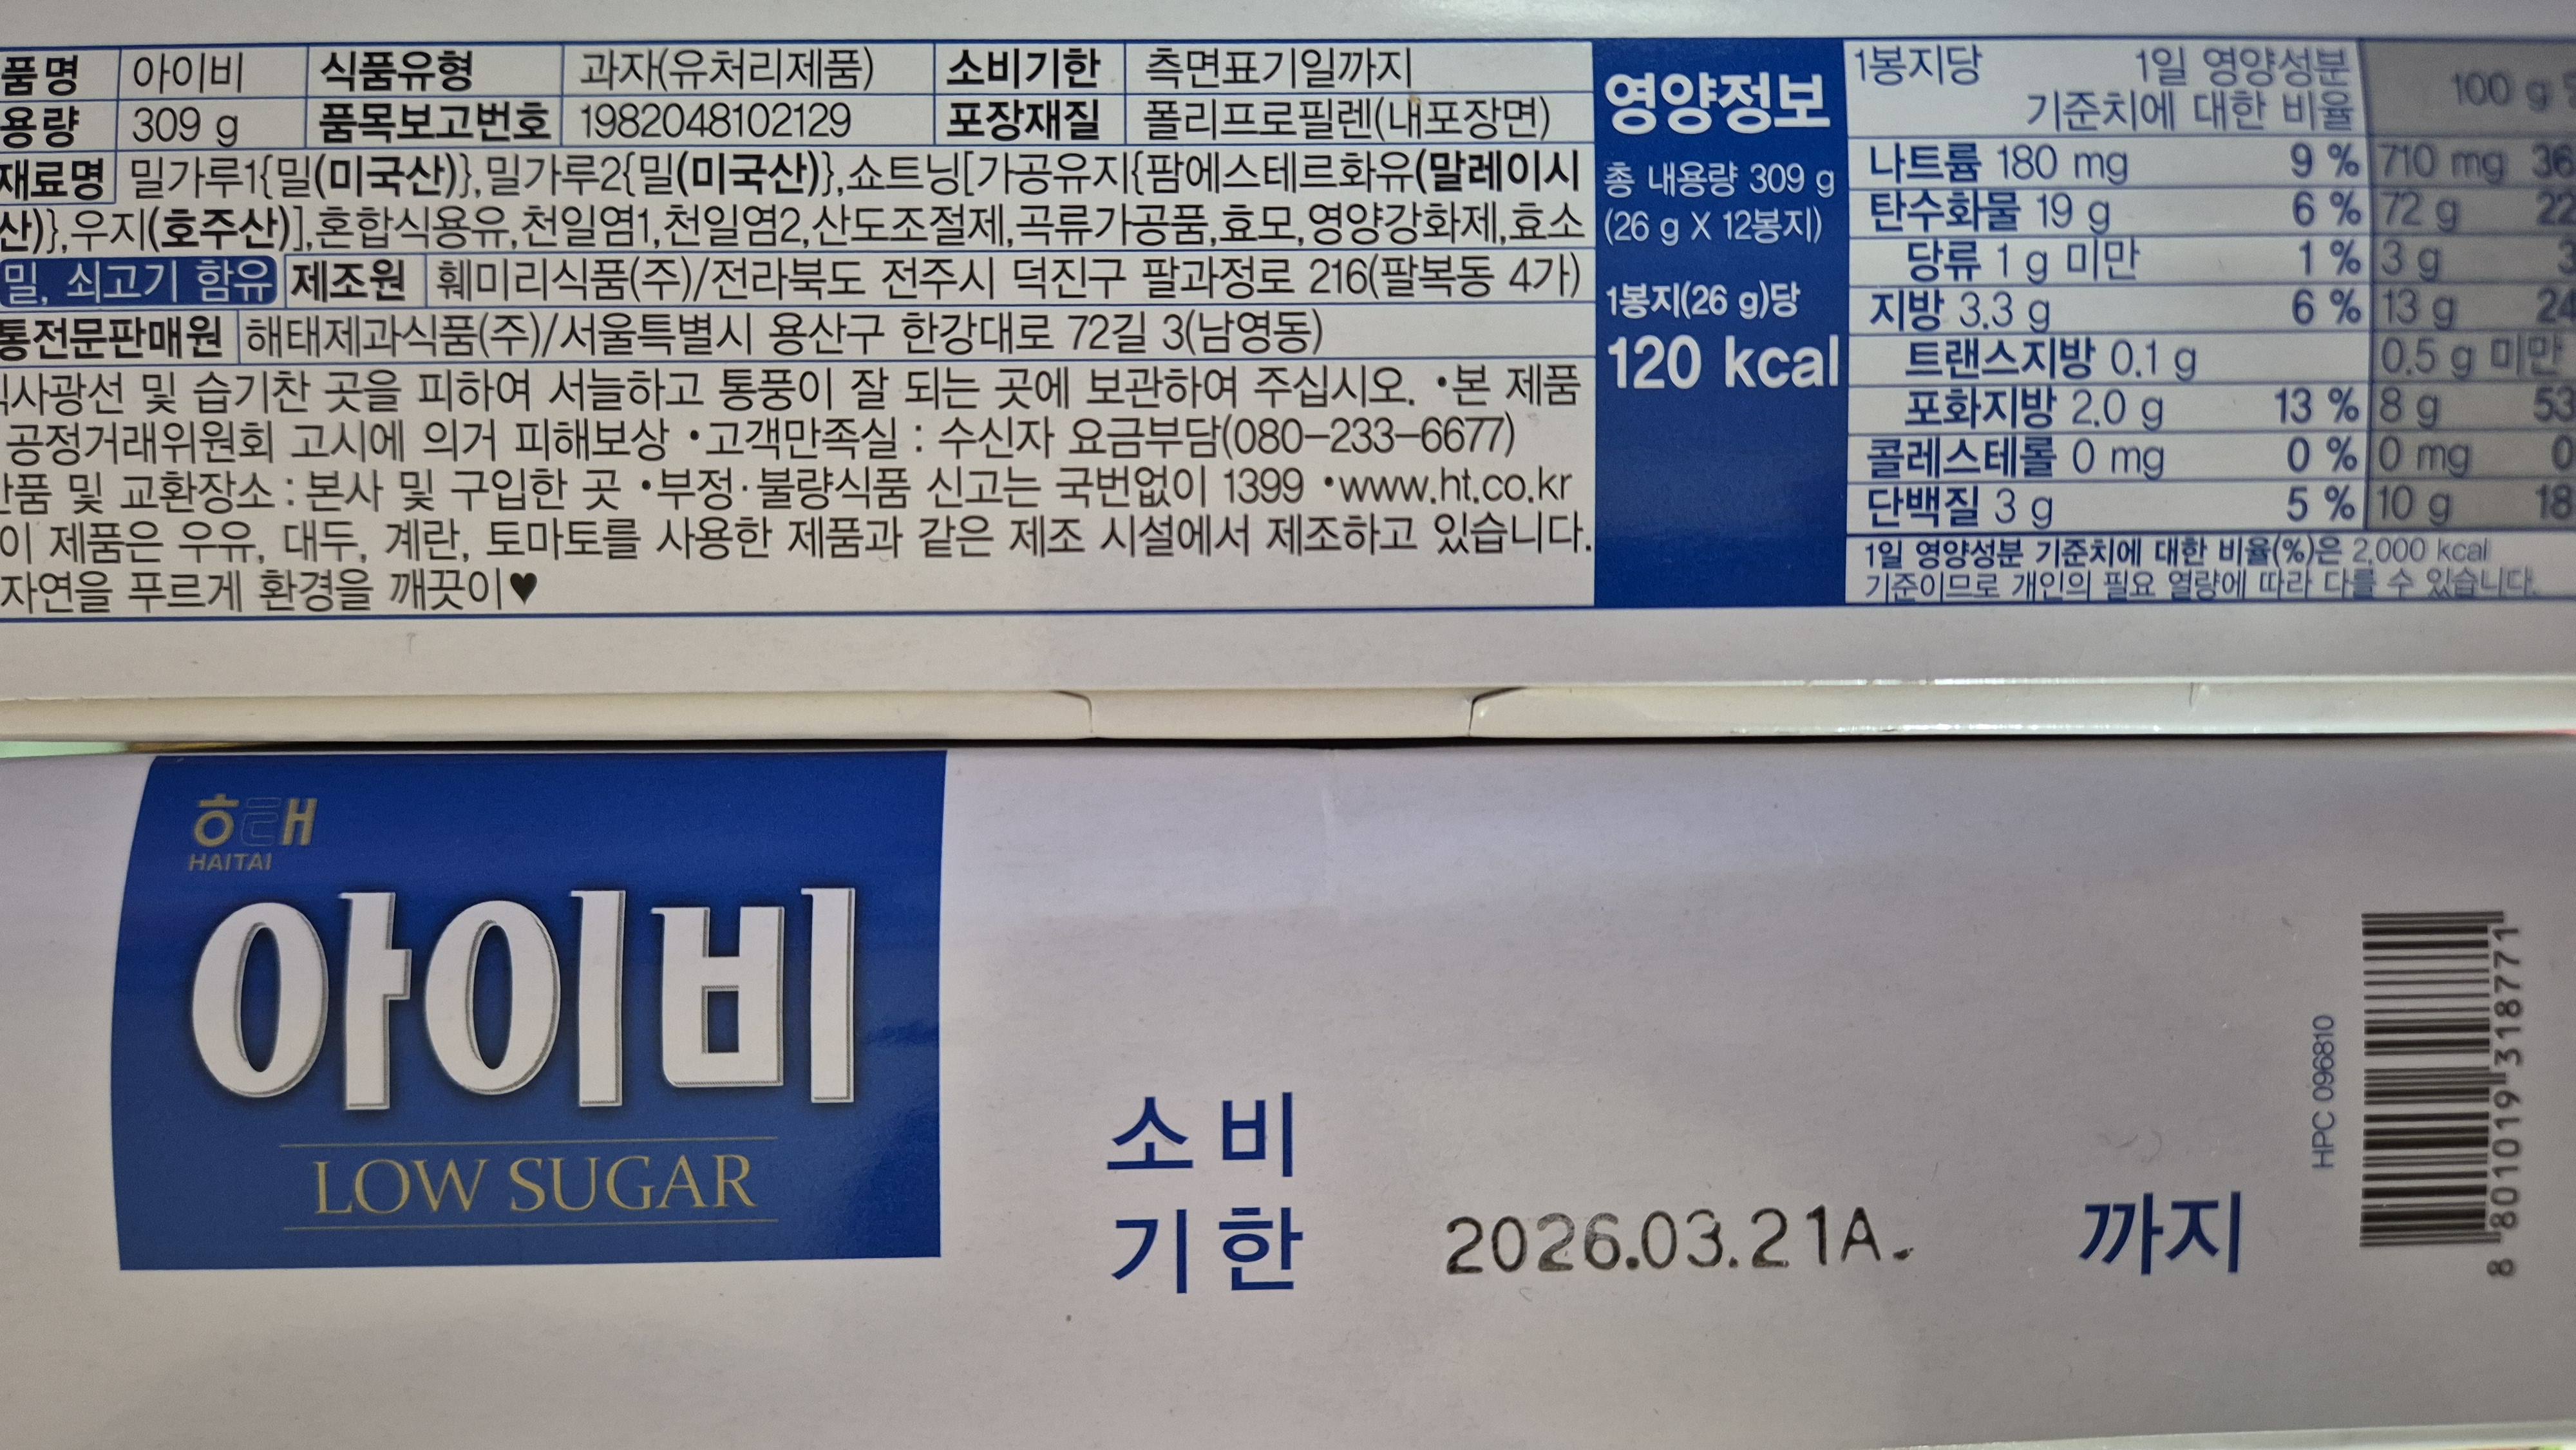 품명 아이비 식품유형 과자(유처리제품) 소비기한 측면표기일까지
용량 309 g 품목보고번호 1982048102129 포장재질 폴리프로필렌(내포장면)
재료명 밀가루1{밀(미국산)},밀가루2{밀(미국산)},쇼트닝[가공유지{팜에스테르화유(말레이시
산)},우지(호주산)],혼합식용유,천일염1,천일염2,산도조절제,곡류가공품,효모,영양강화제,효소
밀, 쇠고기 함유 제조원 훼미리식품(주)/전라북도 전주시 덕진구 팔과정로 216(팔복동 4가)
통전문판매원 해태제과식품(주)/서울특별시 용산구 한강대로 72길 3(남영동)
사광선 및 습기찬 곳을 피하여 서늘하고 통풍이 잘 되는 곳에 보관하여 주십시오. •본 제품
공정거래위원회 고시에 의거 피해보상 •고객만족실 : 수신자 요금부담(080-233-6677)
품 및 교환장소 : 본사 및 구입한 곳 •부정·불량식품 신고는 국번없이 1399 •www.ht.co.kr
이 제품은 우유, 대두, 계란, 토마토를 사용한 제품과 같은 제조 시설에서 제조하고 있습니다.
자연을 푸르게 환경을 깨끗이♥
영양정보
총 내용량 309 g
(26 g X 12봉지)
1봉지(26 g)당
120 kcal
1봉지당 1일 영양성분 100 g
기준치에 대한 비율
나트륨 180 mg 9 % 710 mg 36
탄수화물 19 g 6 % 72 g 22
당류 1 g 미만 1 % 3 g 3
지방 3.3 g 6 % 13 g 24
트랜스지방 0.1 g 0.5 g 미만
포화지방 2.0 g 13 % 8 g 53
콜레스테롤 0 mg 0 % 0 mg 0
단백질 3 g 5 % 10 g 18
1일 영양성분 기준치에 대한 비율(%)은 2,000 kcal
기준이므로 개인의 필요 열량에 따라 다를 수 있습니다.
해태
HAITAI
아이비
LOW SUGAR
소비
기한 2026.03.21A. 까지
HPC 096810
8 801019 318771